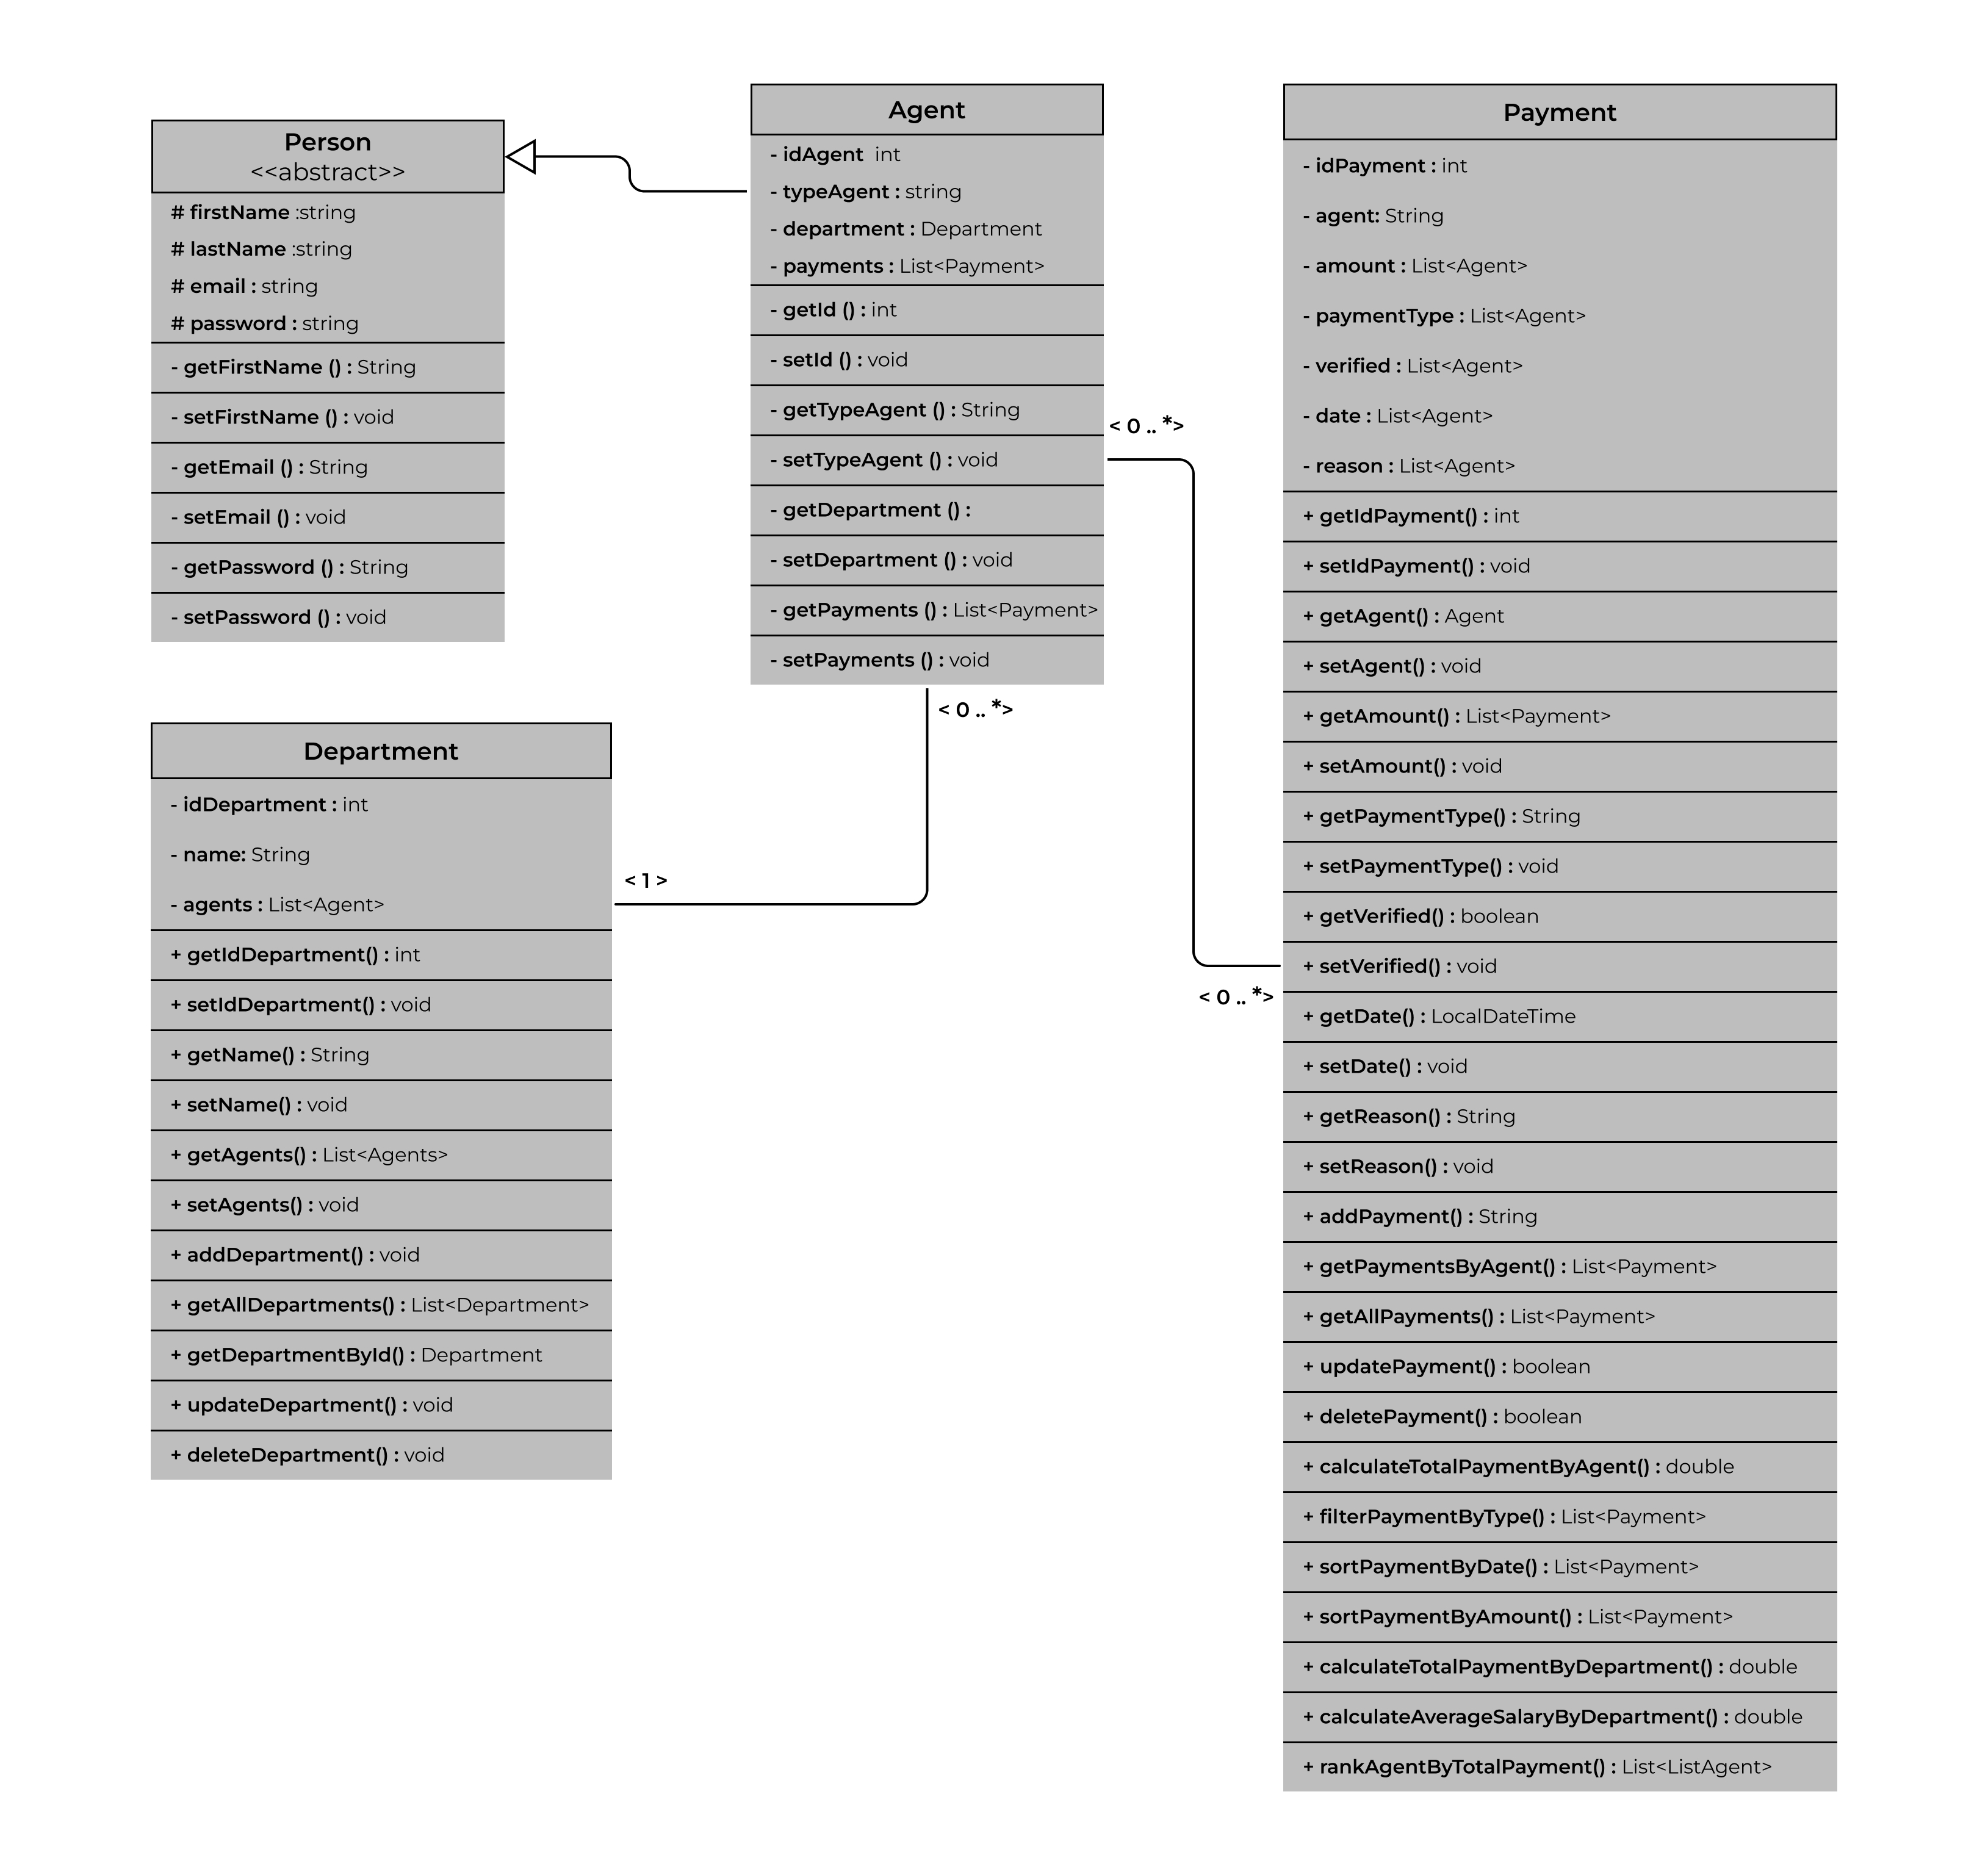 Person
<<abstract>>
# firstName :string
# lastName :string
# email : string
# password : string
- getFirstName () : String
- setFirstName () : void
- getEmail () : String
- setEmail () : void
- getPassword () : String
- setPassword () : void
Agent
- idAgent  int
- typeAgent : string
- department : Department
- payments : List<Payment>
- getId () : int
- setId () : void
- getTypeAgent () : String
- setTypeAgent () : void
- getDepartment () :
- setDepartment () : void
- getPayments () : List<Payment>
- setPayments () : void
< 0 .. *>
< 0 .. *>
< 1 >
< 0 .. *>
Department
- idDepartment : int
- name: String
- agents : List<Agent>
+ getIdDepartment() : int
+ setIdDepartment() : void
+ getName() : String
+ setName() : void
+ getAgents() : List<Agents>
+ setAgents() : void
+ addDepartment() : void
+ getAllDepartments() : List<Department>
+ getDepartmentById() : Department
+ updateDepartment() : void
+ deleteDepartment() : void
Payment
- idPayment : int
- agent: String
- amount : List<Agent>
- paymentType : List<Agent>
- verified : List<Agent>
- date : List<Agent>
- reason : List<Agent>
+ getIdPayment() : int
+ setIdPayment() : void
+ getAgent() : Agent
+ setAgent() : void
+ getAmount() : List<Payment>
+ setAmount() : void
+ getPaymentType() : String
+ setPaymentType() : void
+ getVerified() : boolean
+ setVerified() : void
+ getDate() : LocalDateTime
+ setDate() : void
+ getReason() : String
+ setReason() : void
+ addPayment() : String
+ getPaymentsByAgent() : List<Payment>
+ getAllPayments() : List<Payment>
+ updatePayment() : boolean
+ deletePayment() : boolean
+ calculateTotalPaymentByAgent() : double
+ filterPaymentByType() : List<Payment>
+ sortPaymentByDate() : List<Payment>
+ sortPaymentByAmount() : List<Payment>
+ calculateTotalPaymentByDepartment() : double
+ calculateAverageSalaryByDepartment() : double
+ rankAgentByTotalPayment() : List<ListAgent>